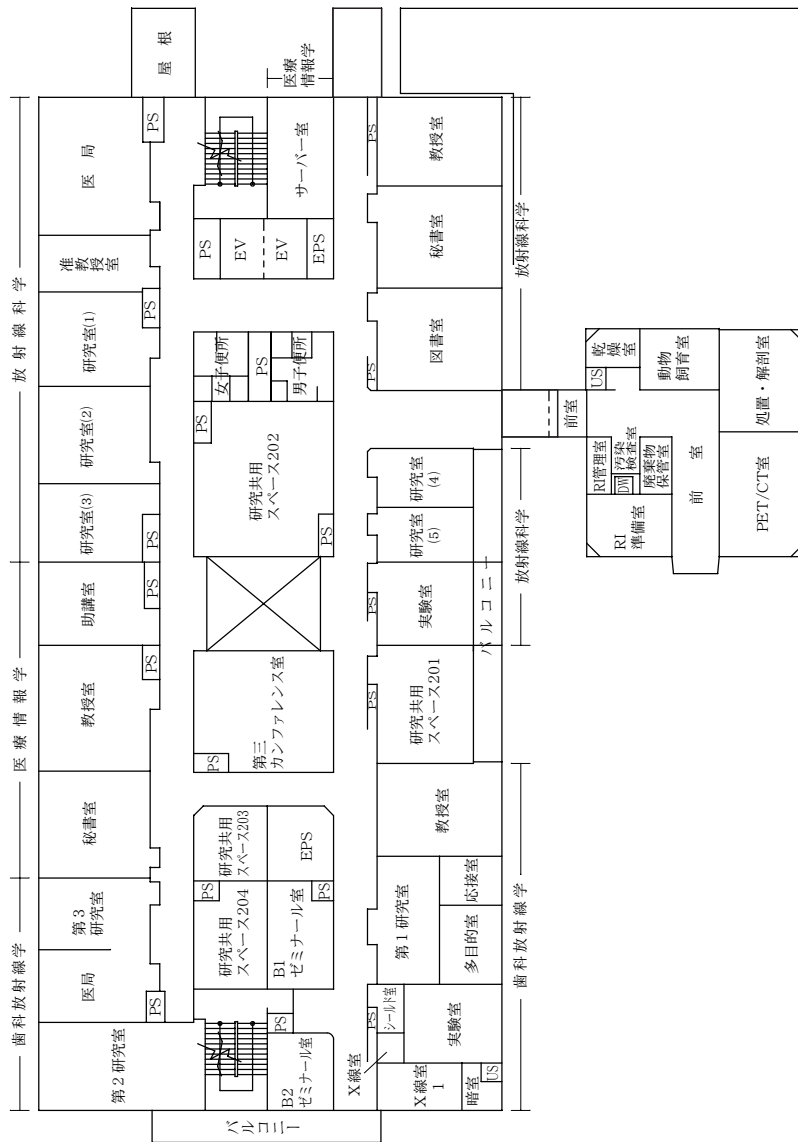 屋根
放射線科学
医局
PS
准教授室
PS
研究室(1)
研究室(2)
研究室(3)
PS
医療情報学
助講室
PS
教授室
PS
秘書室
歯科放射線学
第3
研究室
医局
PS
第2研究室
医療
情報学
サーバー室
PS
EV
EV
EPS
女子便所
PS
男子便所
PS
研究共用
スペース202
PS
第三
カンファレンス室
PS
研究共用
スペース203
EPS
PS
研究共用
スペース204
PS
B1
ゼミナール室
PS
B2
ゼミナール室
バルコニー
PS
教授室
秘書室
図書室
PS
放射線科学
研究室
(4)
研究室
(5)
実験室
PS
放射線科学
バルコニー
研究共用
スペース201
PS
教授室
第1研究室
応接室
多目的室
歯科放射線学
PS
シールド室
実験室
X線室
X線室
1
暗室
US
前室
US
乾燥室
動物
飼育室
処置・解剖室
RI管理室
汚染
検査室
DW
廃棄物
保管室
前室
RI
準備室
PET/CT室